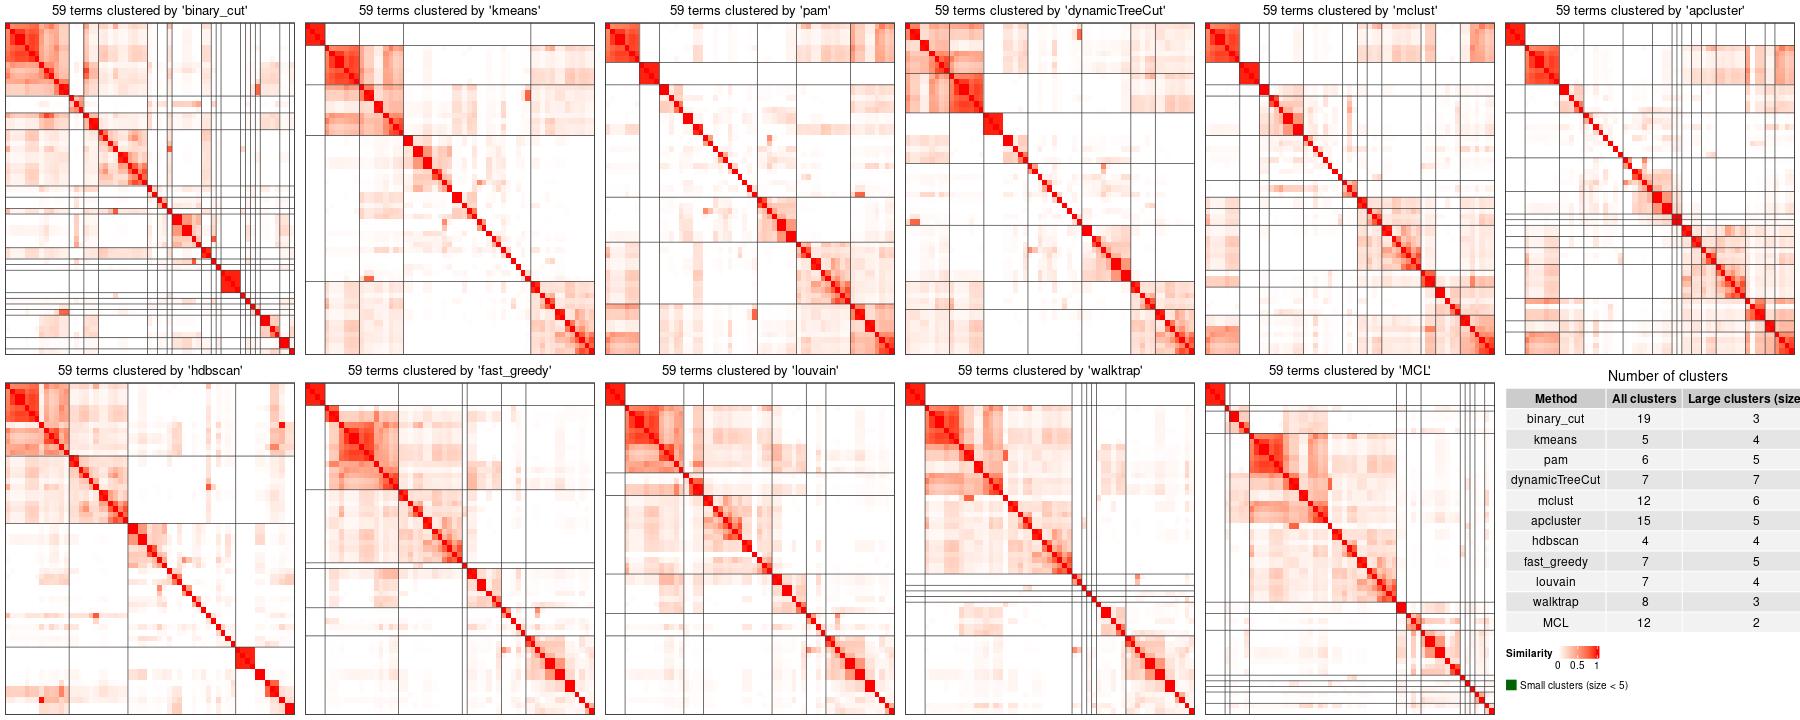 59 terms clustered by 'binary_cut'
59 terms clustered by 'kmeans'
59 terms clustered by 'pam'
59 terms clustered by 'dynamicTreeCut'
59 terms clustered by 'mclust'
59 terms clustered by 'apcluster'
59 terms clustered by 'hdbscan'
59 terms clustered by 'fast_greedy'
59 terms clustered by 'louvain'
59 terms clustered by 'walktrap'
59 terms clustered by 'MCL'
Number of clusters
Method All clusters Large clusters (size
binary_cut 19 3
kmeans 5 4
pam 6 5
dynamicTreeCut 7 7
mclust 12 6
apcluster 15 5
hdbscan 4 4
fast_greedy 7 5
louvain 7 4
walktrap 8 3
MCL 12 2
Similarity
0 0.5 1
Small clusters (size < 5)